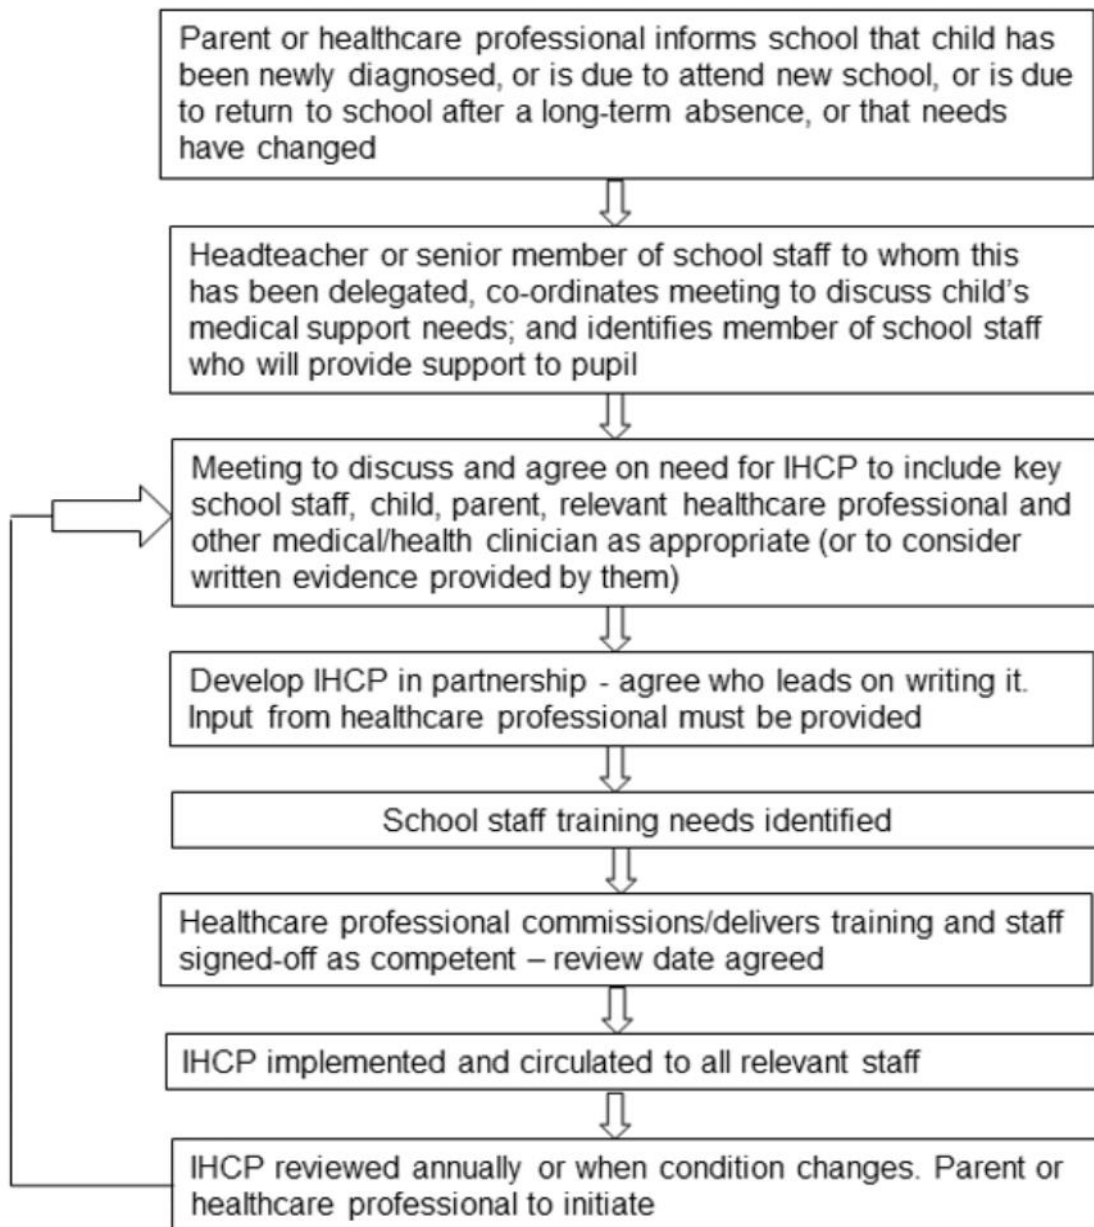 Parent or healthcare professional informs school that child has
been newly diagnosed, or is due to attend new school, or is due
to return to school after a long-term absence, or that needs
have changed
Headteacher or senior member of school staff to whom this
has been delegated, co-ordinates meeting to discuss child's
medical support needs; and identifies member of school staff
who will provide support to pupil
Meeting to discuss and agree on need for IHCP to include key
school staff, child, parent, relevant healthcare professional and
other medical/health clinician as appropriate (or to consider
written evidence provided by them)
Develop IHCP in partnership - agree who leads on writing it.
Input from healthcare professional must be provided
School staff training needs identified
Healthcare professional commissions/delivers training and staff
signed-off as competent – review date agreed
IHCP implemented and circulated to all relevant staff
IHCP reviewed annually or when condition changes. Parent or
healthcare professional to initiate